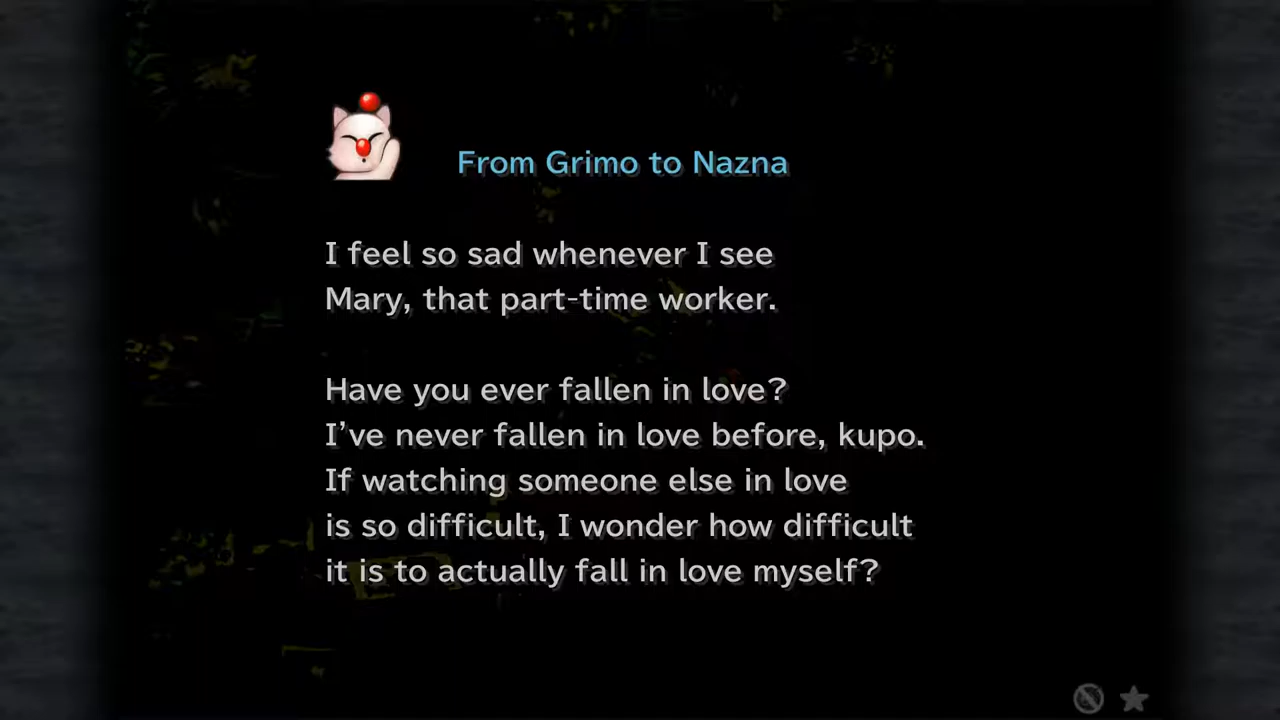 From Grimo to Nazna
I feel so sad whenever I see
Mary, that part-time worker.
Have you ever fallen in love?
I've never fallen in love before, kupo.
If watching someone else in love
is so difficult, I wonder how difficult
it is to actually fall in love myself?